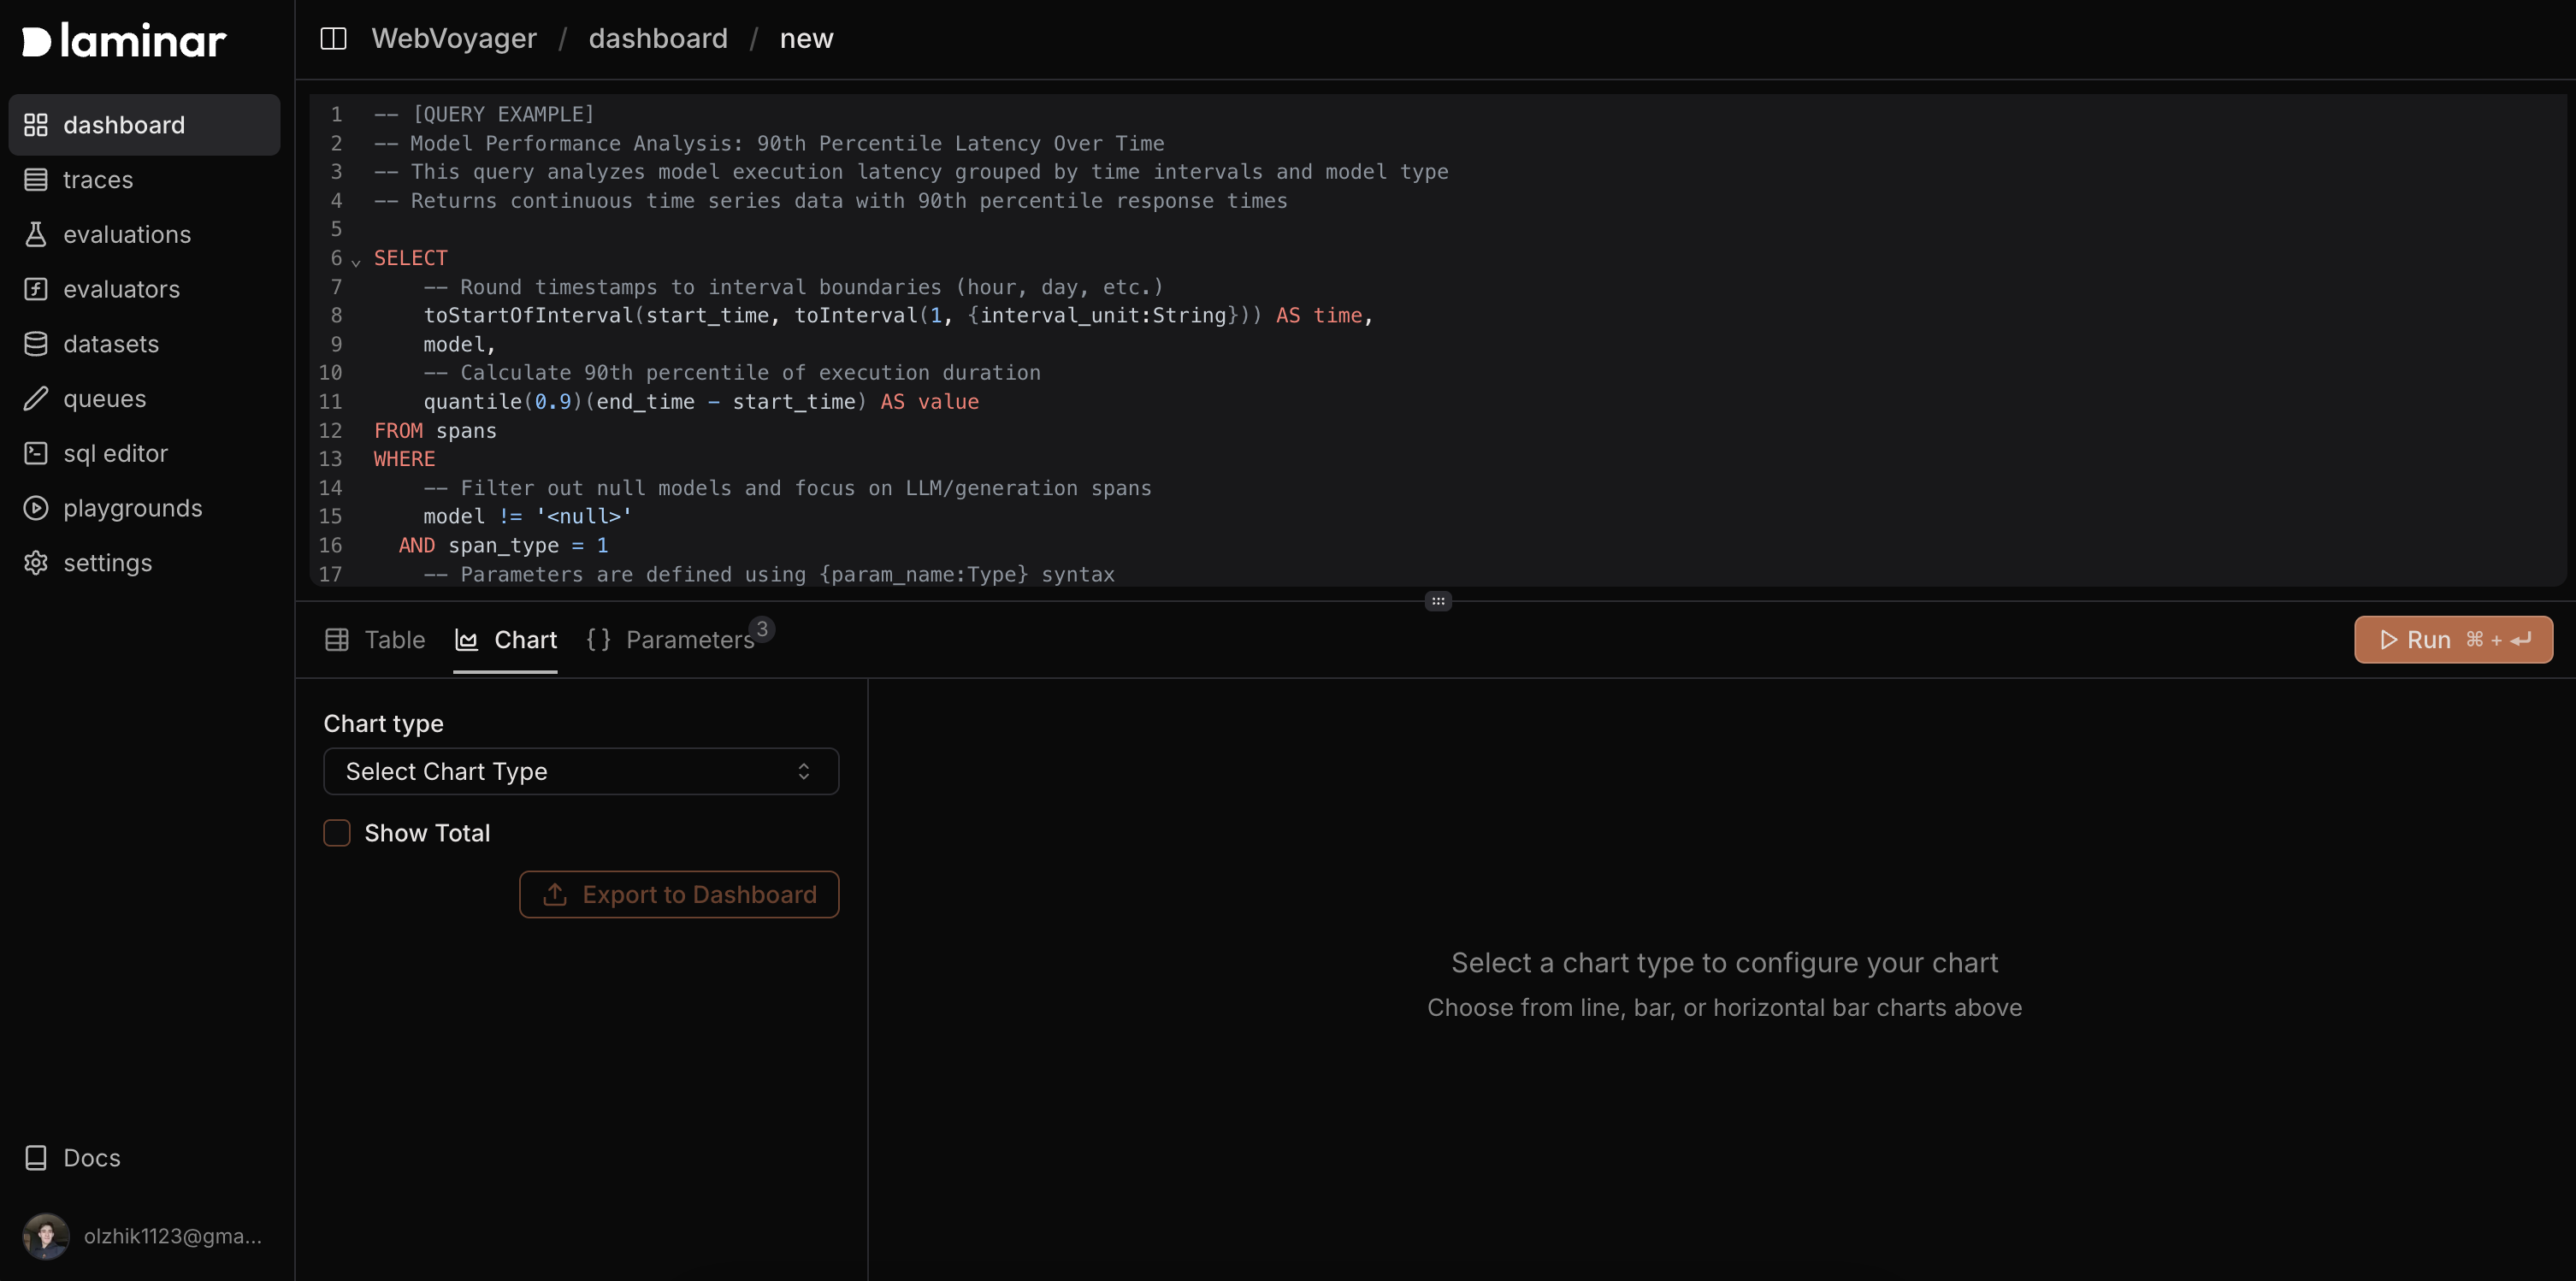 laminar
dashboard
traces
evaluations
evaluators
datasets
queues
sql editor
playgrounds
settings
Docs
olzhik1123@gma...
WebVoyager / dashboard / new
1 -- [QUERY EXAMPLE]
2 -- Model Performance Analysis: 90th Percentile Latency Over Time
3 -- This query analyzes model execution latency grouped by time intervals and model type
4 -- Returns continuous time series data with 90th percentile response times
5
6 SELECT
7 -- Round timestamps to interval boundaries (hour, day, etc.)
8 toStartOfInterval(start_time, toInterval(1, {interval_unit:String})) AS time,
9 model,
10 -- Calculate 90th percentile of execution duration
11 quantile(0.9)(end_time - start_time) AS value
12 FROM spans
13 WHERE
14 -- Filter out null models and focus on LLM/generation spans
15 model != '<null>'
16 AND span_type = 1
17 -- Parameters are defined using {param_name:Type} syntax
Table Chart {} Parameters 3
Run ⌘ + ↵
Chart type
Select Chart Type
Show Total
Export to Dashboard
Select a chart type to configure your chart
Choose from line, bar, or horizontal bar charts above